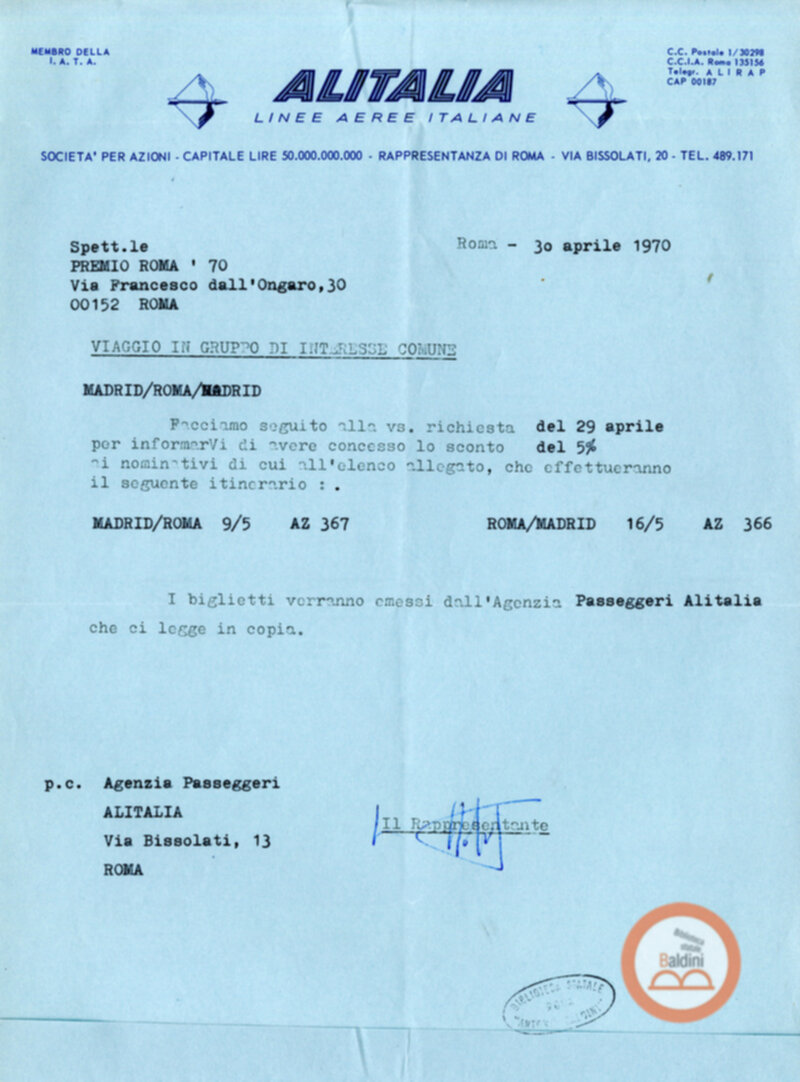 MEMBRO DELLA
I. A. T. A.
C.C. Postale 1/30298
C.C.I.A. Roma 135156
Telegr. A L I R A P
CAP 00187
ALITALIA
LINEE AEREE ITALIANE
SOCIETA' PER AZIONI - CAPITALE LIRE 50.000.000.000 - RAPPRESENTANZA DI ROMA - VIA BISSOLATI, 20 - TEL. 489.171
Spett.le
PREMIO ROMA ' 70
Via Francesco dall'Ongaro,30
00152 ROMA
Roma - 30 aprile 1970
VIAGGIO IN GRUPPO DI INTERESSE COMUNE
MADRID/ROMA/MADRID
Facciamo seguito alla vs. richiesta del 29 aprile
per informarVi di avere concesso lo sconto del 5%
ai nominativi di cui all'elenco allegato, che effettueranno
il seguente itinerario : .
MADRID/ROMA 9/5 AZ 367 ROMA/MADRID 16/5 AZ 366
I biglietti verranno emessi dall'Agenzia Passeggeri Alitalia
che ci legge in copia.
p.c. Agenzia Passeggeri
ALITALIA
Via Bissolati, 13
ROMA
Il Rappresentante
Biblioteca
statale
Baldini
BIBLIOTECA STATALE
ROMA